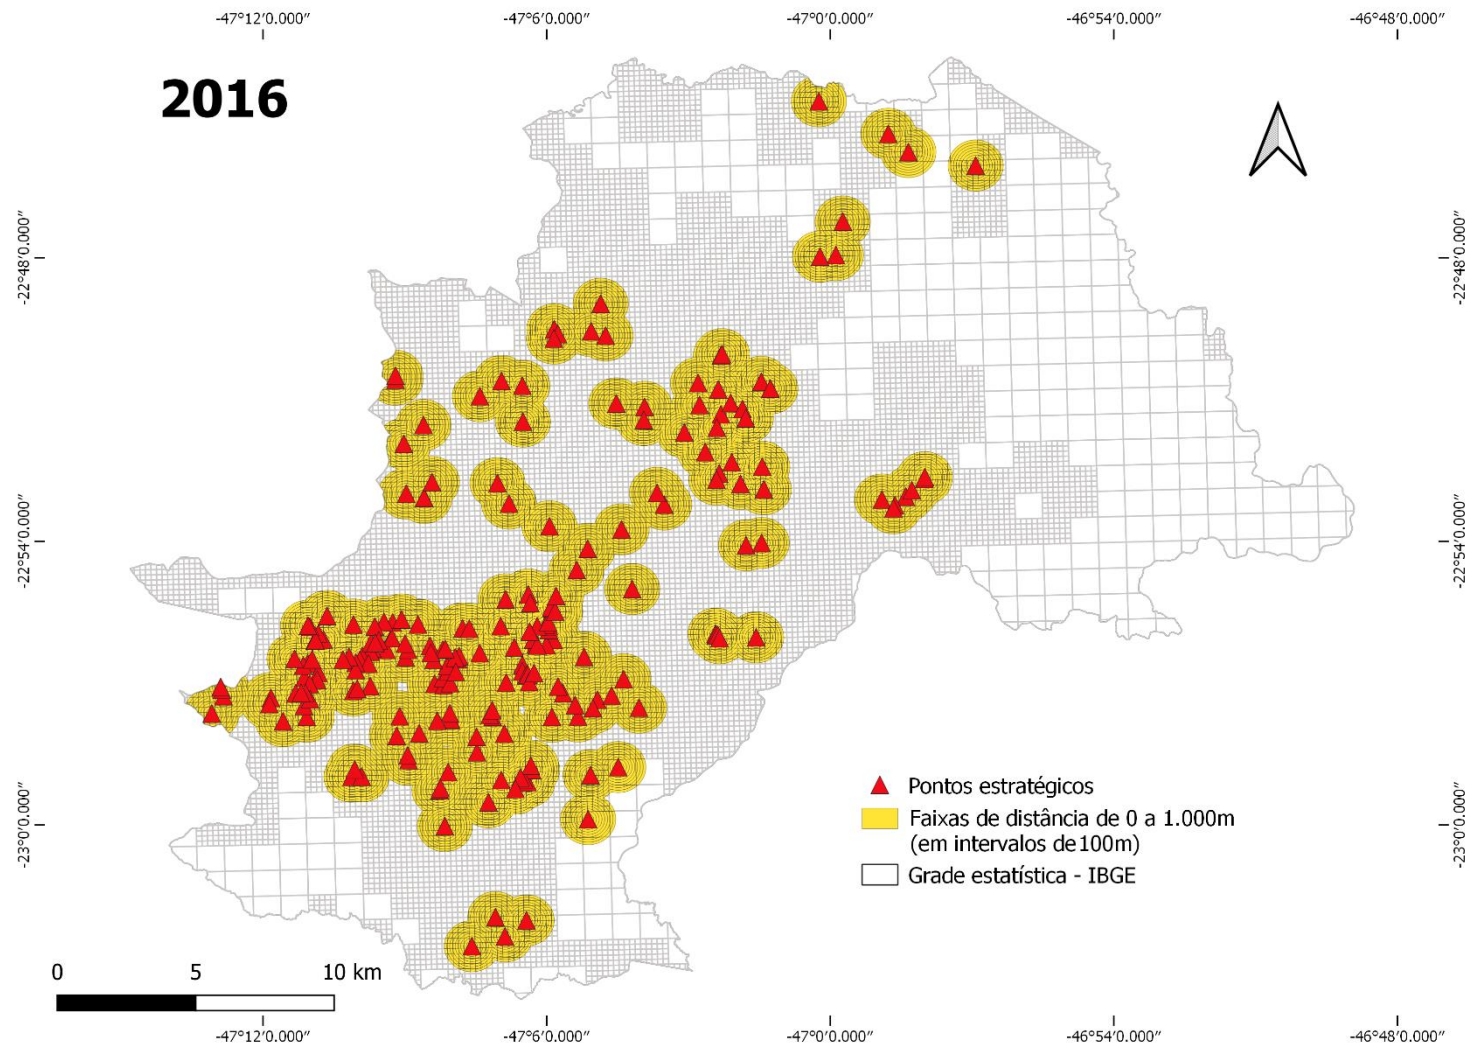 -47°12'0.000″ -47°6'0.000″ -47°0'0.000″ -46°54'0.000″ -46°48'0.000″
2016
-22°48'0.000″ -22°48'0.000″
-22°54'0.000″ -22°54'0.000″
Pontos estratégicos
Faixas de distância de 0 a 1.000m
(em intervalos de100m)
-23°0'0.000″ -23°0'0.000″
Grade estatística - IBGE
0 5 10 km
-47°12'0.000″ -47°6'0.000″ -47°0'0.000″ -46°54'0.000″ -46°48'0.000″